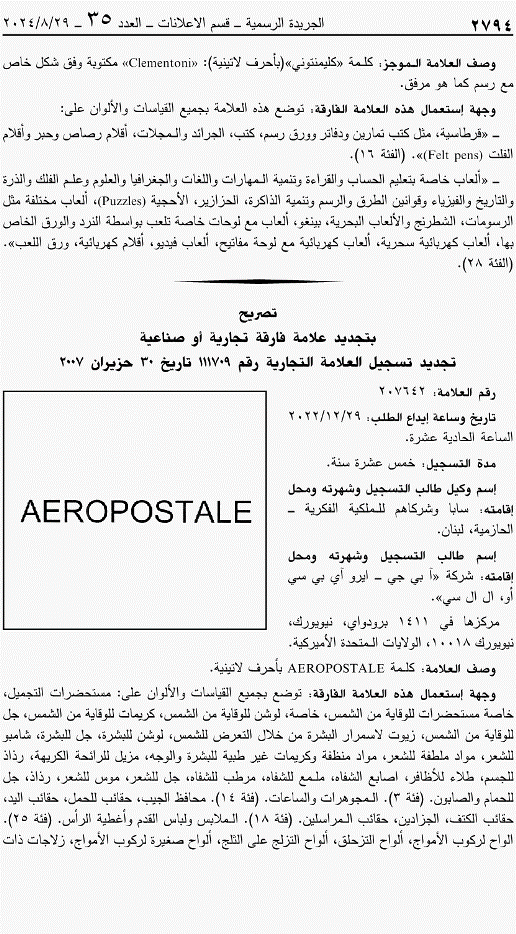 ٢٧٩٤
الجريدة الرسمية ــ قسم الاعلانات ــ العدد ٣٥ ــ ٢٠٢٤/٨/٢٩
وصف العلامة الموجز: كلمة «كليمنتوني»(بأحرف لاتينية): «Clementoni» مكتوبة وفق شكل خاص
مع رسم كما هو مرفق.
وجهة إستعمال هذه العلامة الفارقة: توضع هذه العلامة بجميع القياسات والألوان على:
ــ «قرطاسية، مثل كتب تمارين ودفاتر وورق رسم، كتب، الجرائد والمجلات، أقلام رصاص وحبر وأقلام
الفلت (Felt pens)». (الفئة ١٦).
ــ «ألعاب خاصة بتعليم الحساب والقراءة وتنمية المهارات واللغات والجغرافيا والعلوم وعلم الفلك والذرة
والتاريخ والفيزياء وقوانين الطرق والرسم وتنمية الذاكرة، الحزازير، الأحجية (Puzzles)، ألعاب مختلفة مثل
الرسومات، الشطرنج والألعاب البحرية، بينغو، ألعاب مع لوحات خاصة تلعب بواسطة النرد والورق الخاص
بها، ألعاب كهربائية سحرية، ألعاب كهربائية مع لوحة مفاتيح، ألعاب فيديو، أقلام كهربائية، ورق اللعب».
(الفئة ٢٨).
تصريح
بتجديد علامة فارقة تجارية أو صناعية
تجديد تسجيل العلامة التجارية رقم ١١١٧٠٩ تاريخ ٣٠ حزيران ٢٠٠٧
رقم العلامة: ٢٠٧٦٤٢
تاريخ وساعة إيداع الطلب: ٢٠٢٢/١٢/٢٩
الساعة الحادية عشرة.
مدة التسجيل: خمس عشرة سنة.
إسم وكيل طالب التسجيل وشهرته ومحل
إقامته: سابا وشركاهم للملكية الفكرية ــ
الحازمية، لبنان.
إسم طالب التسجيل وشهرته ومحل
إقامته: شركة «آ بي جي ــ ايرو آي بي سي
أو، ال ال سي».
مركزها في ١٤١١ برودواي، نيويورك،
نيويورك ١٠٠١٨، الولايات المتحدة الأميركية.
AEROPOSTALE
وصف العلامة: كلمة AEROPOSTALE بأحرف لاتينية.
وجهة إستعمال هذه العلامة الفارقة: توضع بجميع القياسات والألوان على: مستحضرات التجميل،
خاصة مستحضرات للوقاية من الشمس، خاصة، لوشن للوقاية من الشمس، كريمات للوقاية من الشمس، جل
للوقاية من الشمس، زيوت لاسمرار البشرة من خلال التعرض للشمس، لوشن للبشرة، جل للبشرة، شامبو
للشعر، مواد ملطفة للشعر، مواد منظفة وكريمات غير طبية للبشرة والوجه، مزيل للرائحة الكريهة، رذاذ
للجسم، طلاء للأظافر، اصابع الشفاه، ملمع للشفاه، مرطب للشفاه، جل للشعر، موس للشعر، رذاذ، جل
للحمام والصابون. (فئة ٣). المجوهرات والساعات. (فئة ١٤). محافظ الجيب، حقائب للحمل، حقائب اليد،
حقائب الكتف، الجزادين، حقائب المراسلين. (فئة ١٨). الملابس ولباس القدم وأغطية الرأس. (فئة ٢٥).
الواح لركوب الأمواج، ألواح التزحلق، ألواح التزلج على الثلج، ألواح صغيرة لركوب الأمواج، زلاجات ذات